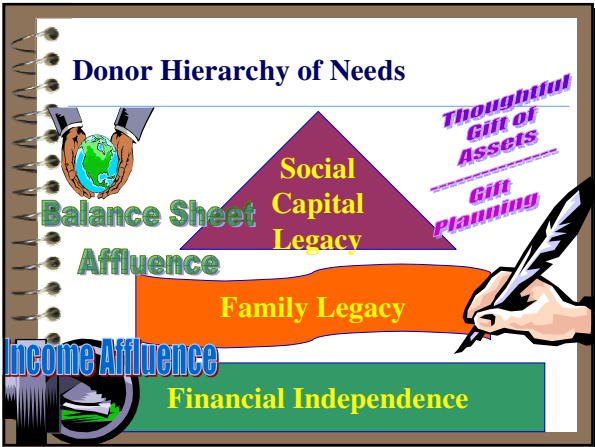 Donor Hierarchy of Needs
Thoughtful
Gift of
Assets
----------------
Gift
Planning
Social
Capital
Legacy
Balance Sheet
Affluence
Family Legacy
Income Affluence
Financial Independence